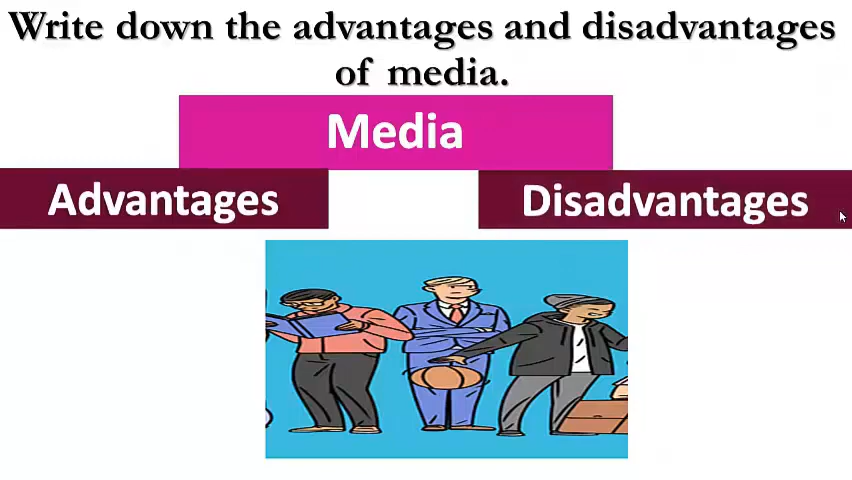 Write down the advantages and disadvantages
of media.
Media
Advantages
Disadvantages